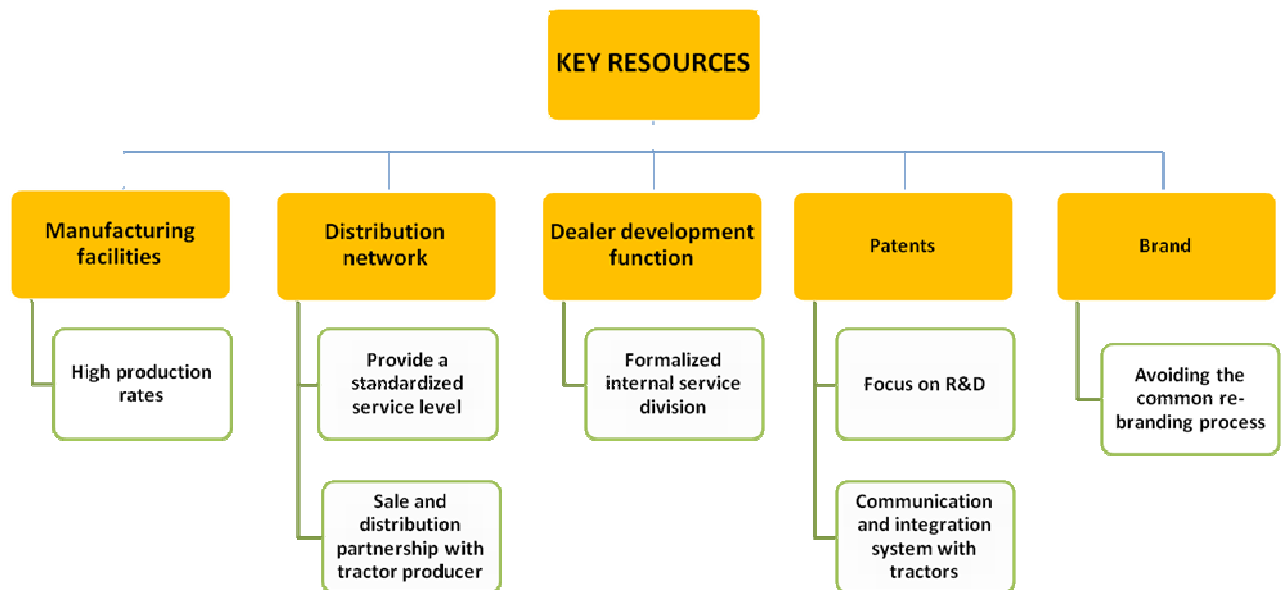 KEY RESOURCES
Manufacturing
facilities
Distribution
network
Dealer development
function
Patents
Brand
High production
rates
Provide a
standardized
service level
Formalized
internal service
division
Focus on R&D
Avoiding the
common re-
branding process
Sale and
distribution
partnership with
tractor producer
Communication
and integration
system with
tractors